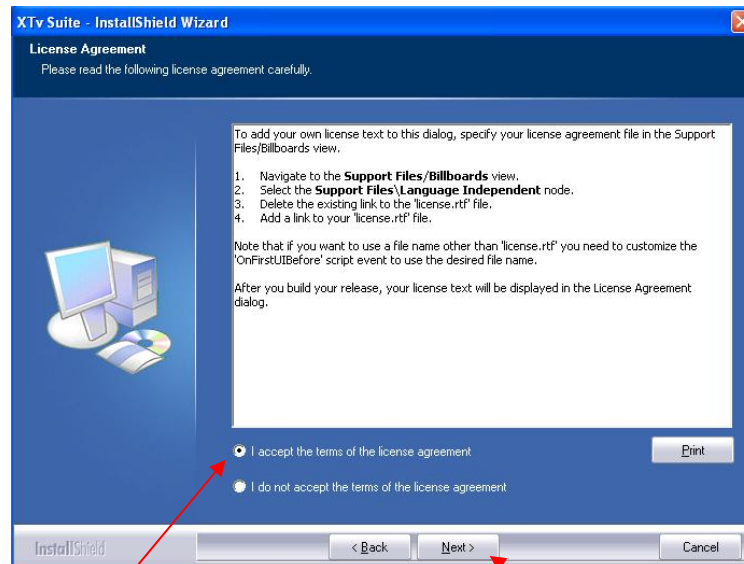 XTv Suite - InstallShield Wizard
License Agreement
Please read the following license agreement carefully.
To add your own license text to this dialog, specify your license agreement file in the Support
Files/Billboards view.
1. Navigate to the Support Files/Billboards view.
2. Select the Support Files\Language Independent node.
3. Delete the existing link to the 'license.rtf' file.
4. Add a link to your 'license.rtf' file.
Note that if you want to use a file name other than 'license.rtf' you need to customize the
'OnFirstUIBefore' script event to use the desired file name.
After you build your release, your license text will be displayed in the License Agreement
dialog.
I accept the terms of the license agreement
Print
I do not accept the terms of the license agreement
InstallShield
< Back
Next >
Cancel